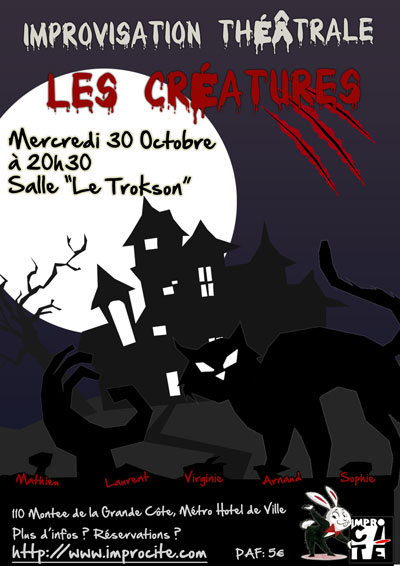 IMPROVISATION THÉÂTRALE
LES CRÉATURES
Mercredi 30 Octobre
à 20h30
Salle "Le Trokson"
Mathieu Laurent Virginie Arnaud Sophie
110 Montee de la Grande Côte, Métro Hotel de Ville
Plus d'infos ? Réservations ?
http://www.improcite.com
PAF: 5€
IMPRO
CITE